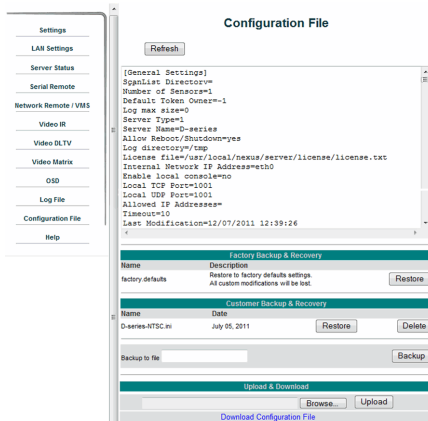 Configuration File
Settings
LAN Settings
Server Status
Serial Remote
Network Remote / VMS
Video IR
Video DLTV
Video Matrix
OSD
Log File
Configuration File
Help
Refresh
[General Settings]
ScanList Directory=
Number of Sensors=1
Default Token Owner=-1
Log max size=0
Server Type=1
Server Name=D-series
Allow Reboot/Shutdown=yes
Log directory=/tmp
License file=/usr/local/nexus/server/license/license.txt
Internal Network IP Address=eth0
Enable local console=no
Local TCP Port=1001
Local UDP Port=1001
Allowed IP Addresses=
Timeout=10
Last Modification=12/07/2011 12:39:26
Factory Backup & Recovery
Name Description
factory.defaults Restore to factory defaults settings. All custom modifications will be lost. Restore
Customer Backup & Recovery
Name Date
D-series-NTSC.ini July 05, 2011 Restore Delete
Backup to file Backup
Upload & Download
Browse... Upload
Download Configuration File